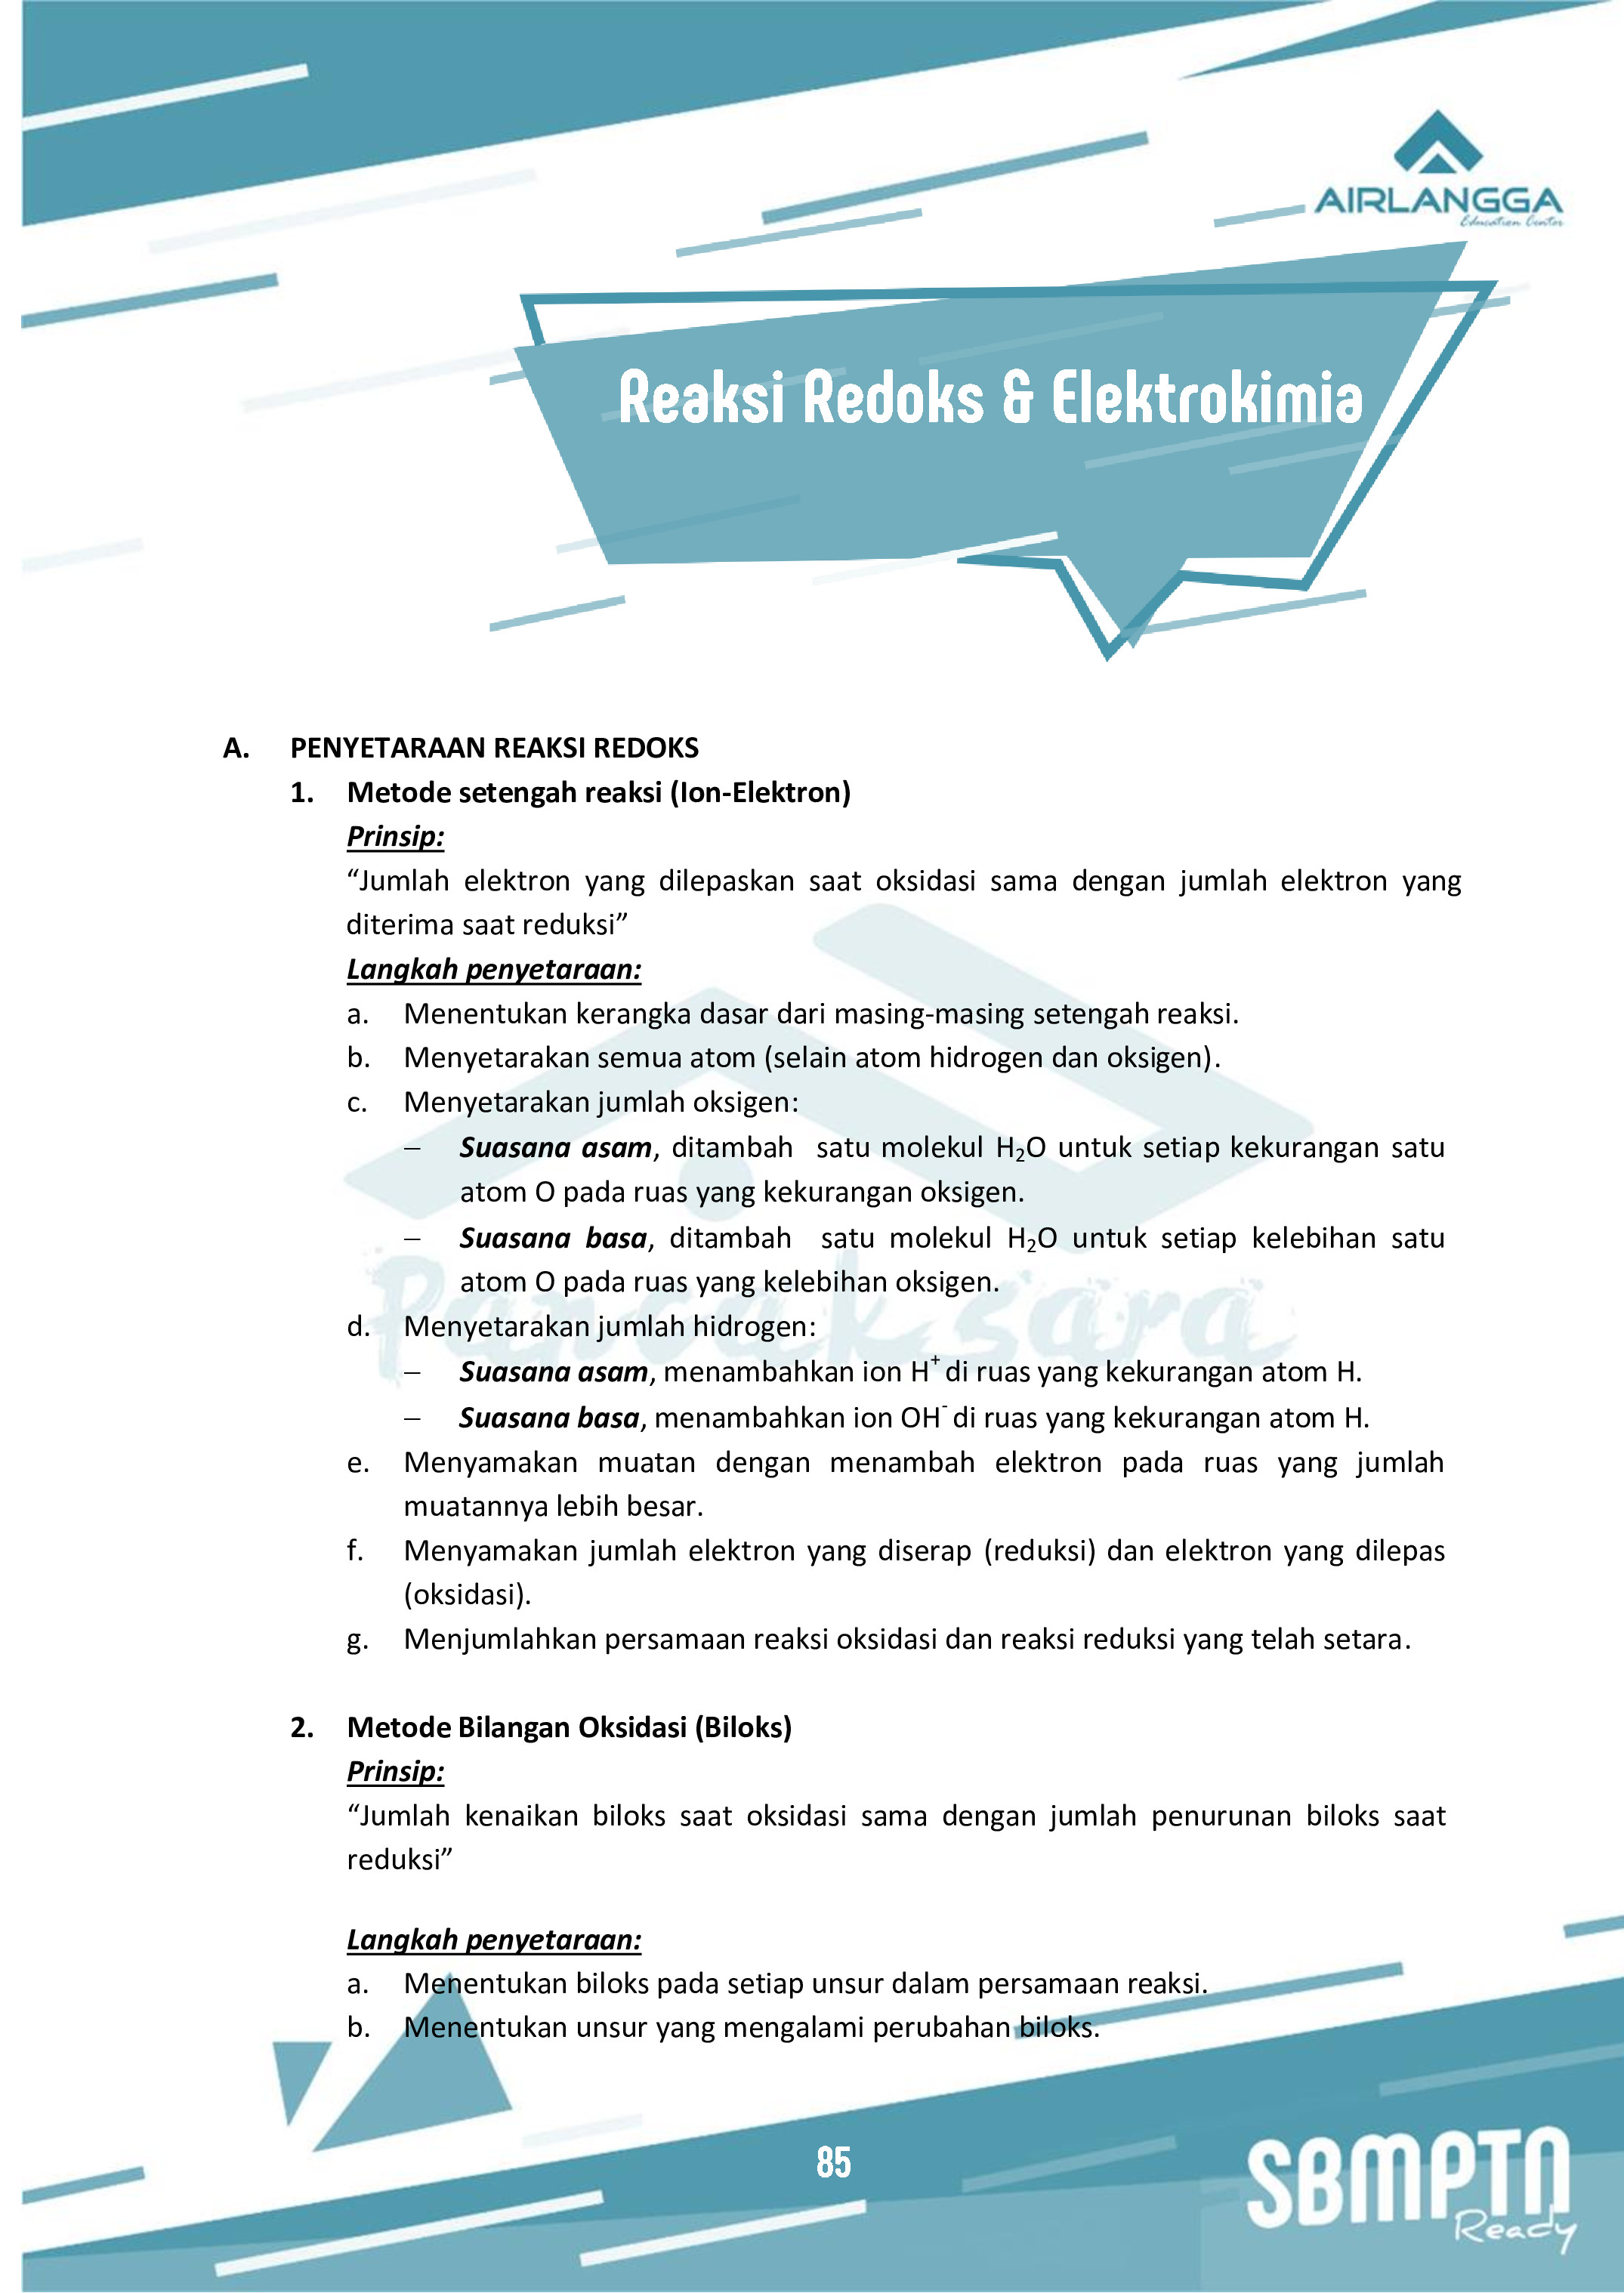 AIRLANGGA
Education Center
Reaksi Redoks & Elektrokimia
A. PENYETARAAN REAKSI REDOKS
1. Metode setengah reaksi (Ion-Elektron)
Prinsip:
“Jumlah elektron yang dilepaskan saat oksidasi sama dengan jumlah elektron yang
diterima saat reduksi”
Langkah penyetaraan:
a. Menentukan kerangka dasar dari masing-masing setengah reaksi.
b. Menyetarakan semua atom (selain atom hidrogen dan oksigen).
c. Menyetarakan jumlah oksigen:
– Suasana asam, ditambah satu molekul H₂O untuk setiap kekurangan satu
atom O pada ruas yang kekurangan oksigen.
– Suasana basa, ditambah satu molekul H₂O untuk setiap kelebihan satu
atom O pada ruas yang kelebihan oksigen.
Pancaksara
d. Menyetarakan jumlah hidrogen:
– Suasana asam, menambahkan ion H⁺ di ruas yang kekurangan atom H.
– Suasana basa, menambahkan ion OH⁻ di ruas yang kekurangan atom H.
e. Menyamakan muatan dengan menambah elektron pada ruas yang jumlah
muatannya lebih besar.
f. Menyamakan jumlah elektron yang diserap (reduksi) dan elektron yang dilepas
(oksidasi).
g. Menjumlahkan persamaan reaksi oksidasi dan reaksi reduksi yang telah setara.
2. Metode Bilangan Oksidasi (Biloks)
Prinsip:
“Jumlah kenaikan biloks saat oksidasi sama dengan jumlah penurunan biloks saat
reduksi”
Langkah penyetaraan:
a. Menentukan biloks pada setiap unsur dalam persamaan reaksi.
b. Menentukan unsur yang mengalami perubahan biloks.
85
SBMPTN
Ready